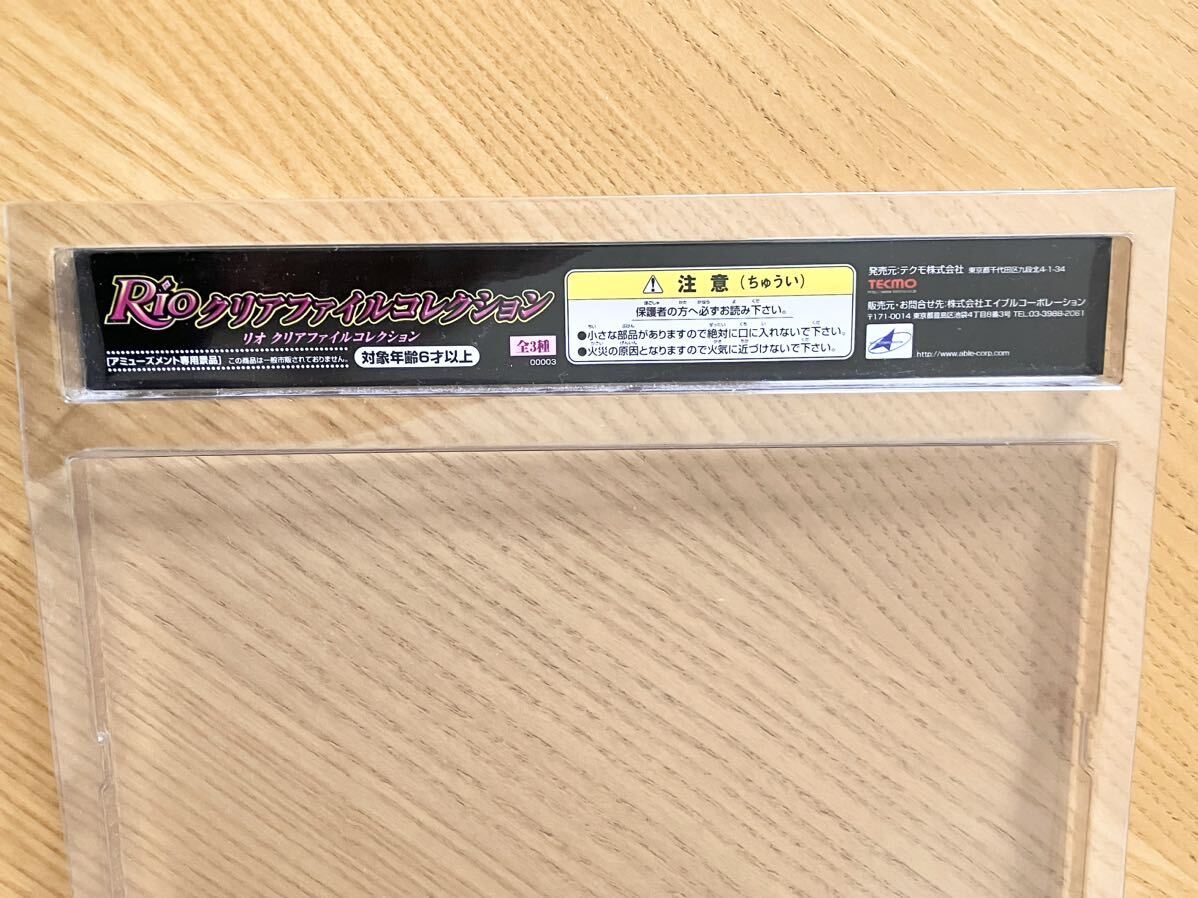 Rio クリアファイルコレクション
リオ クリアファイルコレクション
【アミューズメント専用景品】 この商品は一般市販されておりません。
対象年齢6才以上
全3種
00003
注意(ちゅうい)
保護者の方へ必ずお読み下さい。
●小さな部品がありますので絶対に口に入れないで下さい。
●火災の原因となりますので火気に近づけないで下さい。
発売元:テクモ株式会社 東京都千代田区九段北4-1-34
TECMO
販売元・お問合せ先:株式会社エイブルコーポレーション
〒171-0014 東京都豊島区池袋4丁目8番3号 TEL:03-3988-2061
http://www.able-corp.com